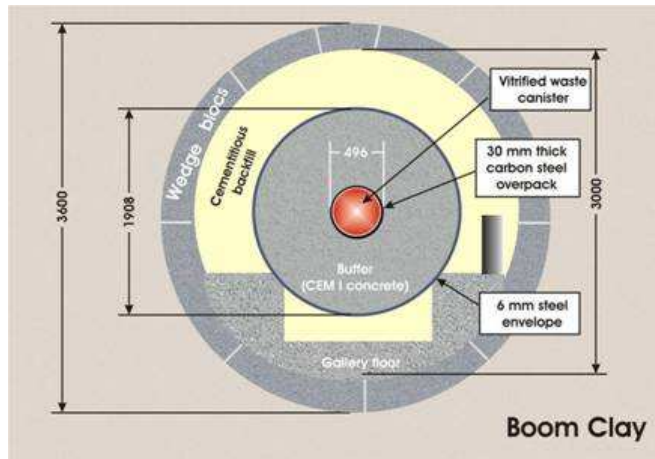 Vitrified waste
canister
Wedge blocs
Cementitious
backfill
496
30 mm thick
carbon steel
overpack
3600
1908
3000
Buffer
(CEM I concrete)
6 mm steel
envelope
Gallery floor
Boom Clay